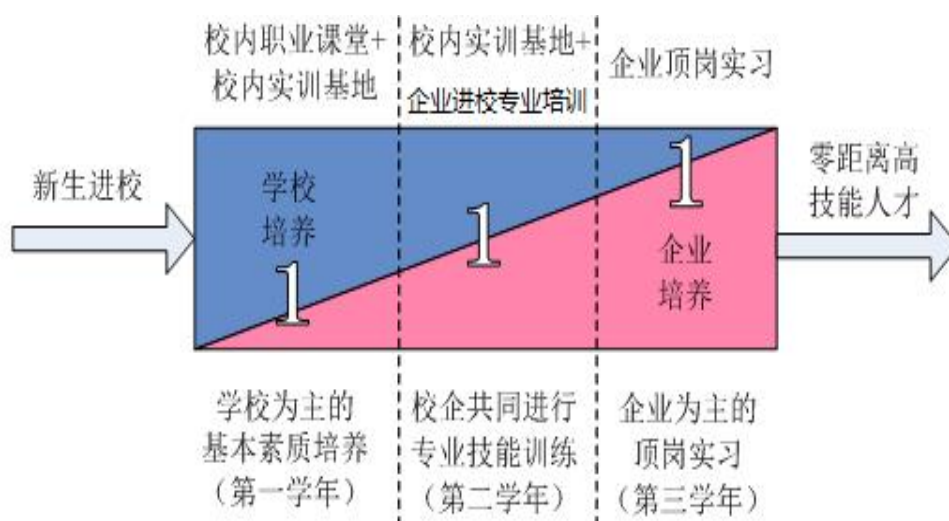 校内职业课堂+
校内实训基地
校内实训基地+
企业进校专业培训
企业顶岗实习
新生进校
学校
培养
1
1
1
企业
培养
零距离高
技能人才
学校为主的
基本素质培养
（第一学年）
校企共同进行
专业技能训练
（第二学年）
企业为主的
顶岗实习
（第三学年）